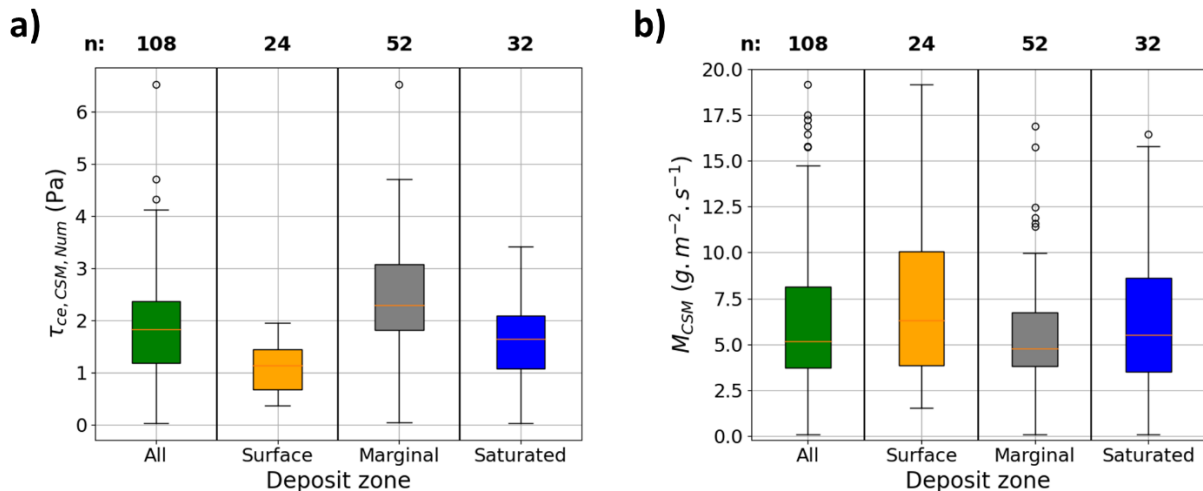 a)
n: 108 24 52 32
6
5
4
3
2
1
0
τce,CSM,Num (Pa)
All Surface Marginal Saturated
Deposit zone
b)
n: 108 24 52 32
20.0
17.5
15.0
12.5
10.0
7.5
5.0
2.5
0.0
MCSM (g.m−2.s−1)
All Surface Marginal Saturated
Deposit zone